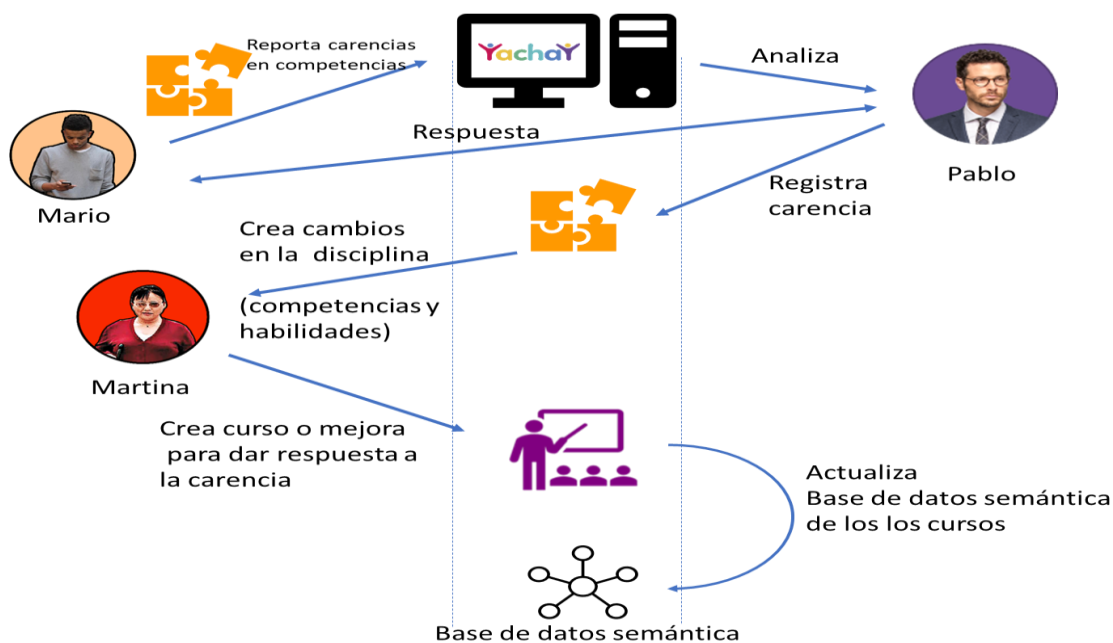 Reporta carencias
en competencias
YachaY
Analiza
Respuesta
Mario
Pablo
Registra
carencia
Crea cambios
en la disciplina
(competencias y
habilidades)
Martina
Crea curso o mejora
para dar respuesta a
la carencia
Actualiza
Base de datos semántica
de los los cursos
Base de datos semántica